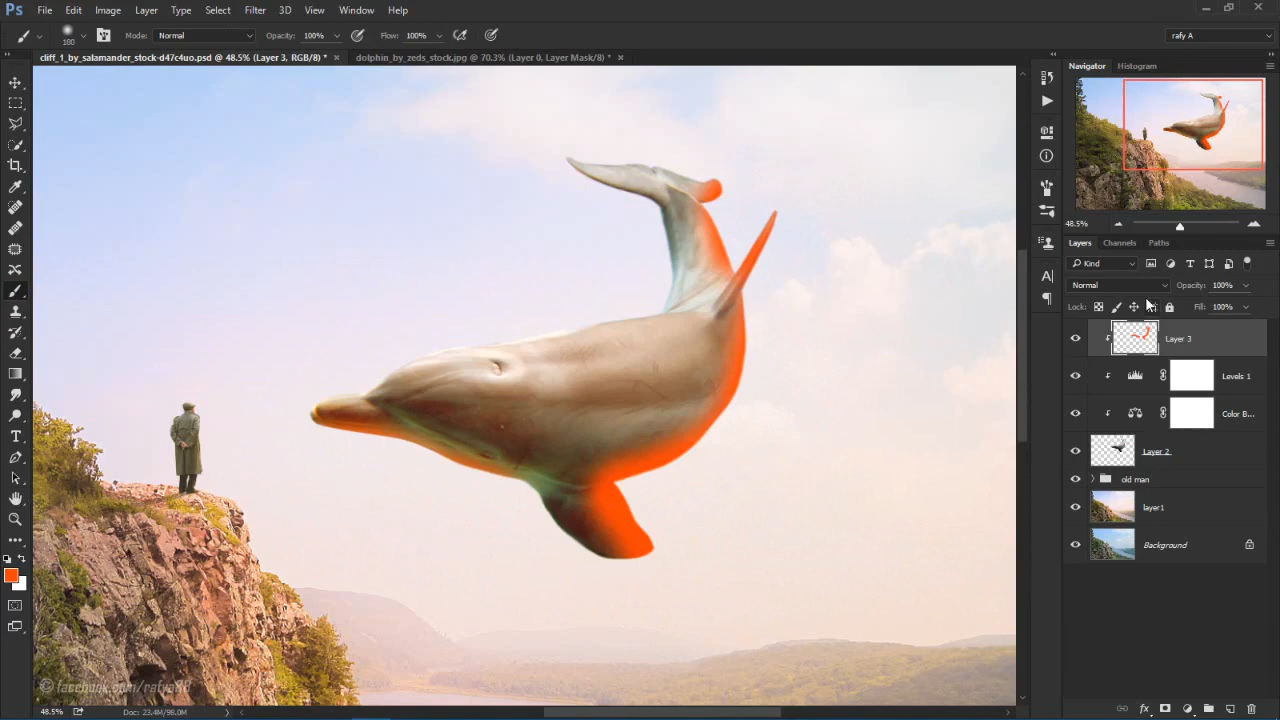 Ps File Edit Image Layer Type Select Filter 3D View Window Help
180 Mode: Normal Opacity: 100% Flow: 100% rafy A
cliff_1_by_salamander_stock-d47c4uo.psd @ 48.5% (Layer 3, RGB/8) * × dolphin_by_zeds_stock.jpg @ 70.3% (Layer 0, Layer Mask/8) * ×
Navigator Histogram
48.5%
Layers Channels Paths
Kind
Normal Opacity: 100%
Lock: Fill: 100%
Layer 3
Levels 1
Color B...
Layer 2
old man
layer1
Background
© facebook.com/rafy
48.5% Doc: 23.4M/98.0M